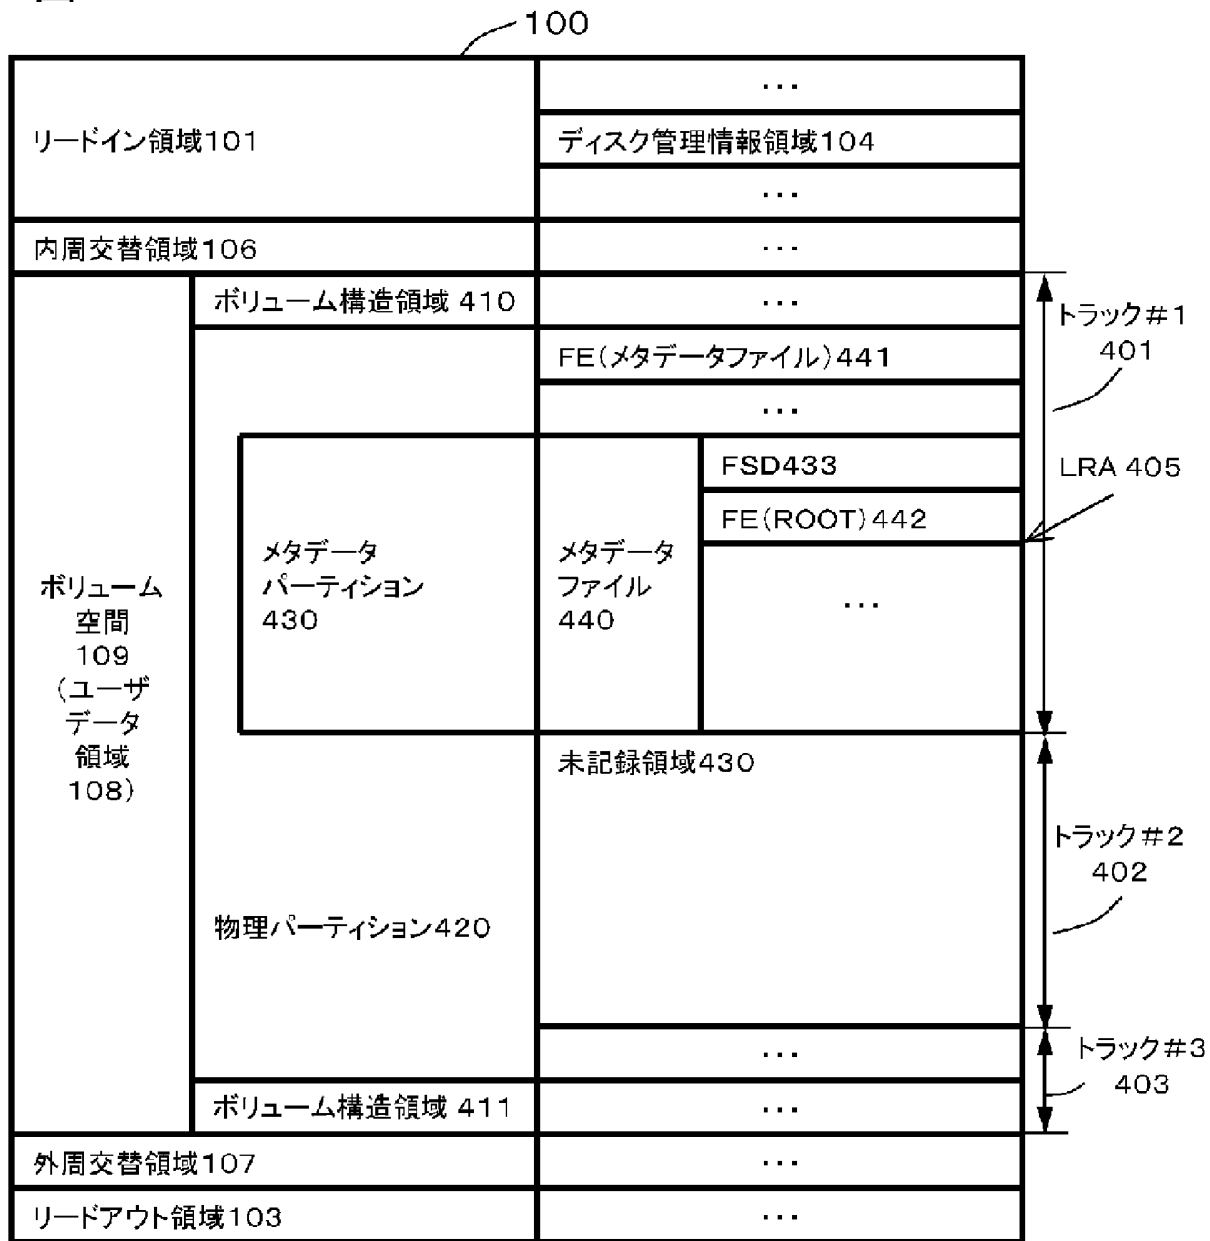 100
...
リードイン領域101
ディスク管理情報領域104
...
内周交替領域106
...
ボリューム構造領域 410
...
トラック#1
401
FE(メタデータファイル)441
...
FSD433
LRA 405
FE(ROOT)442
メタデータ
パーティション
430
メタデータ
ファイル
440
...
ボリューム
空間
109
(ユーザ
データ
領域
108)
未記録領域430
トラック#2
402
物理パーティション420
...
トラック#3
403
ボリューム構造領域 411
...
外周交替領域107
...
リードアウト領域103
...